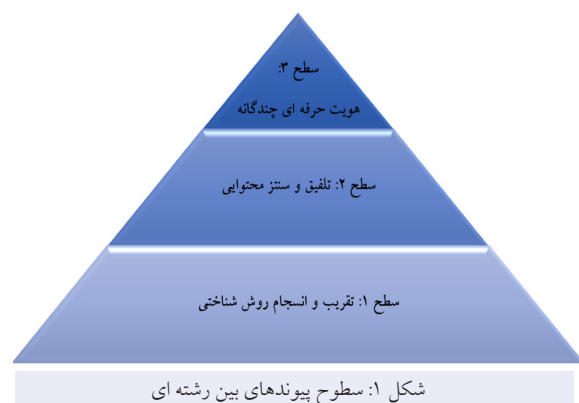 سطح ۳:
هویت حرفه ای چندگانه
سطح ۲: تلفیق و سنتز محتوایی
سطح ۱: تقریب و انسجام روش شناختی
شکل ۱: سطوح پیوندهای بین رشته ای